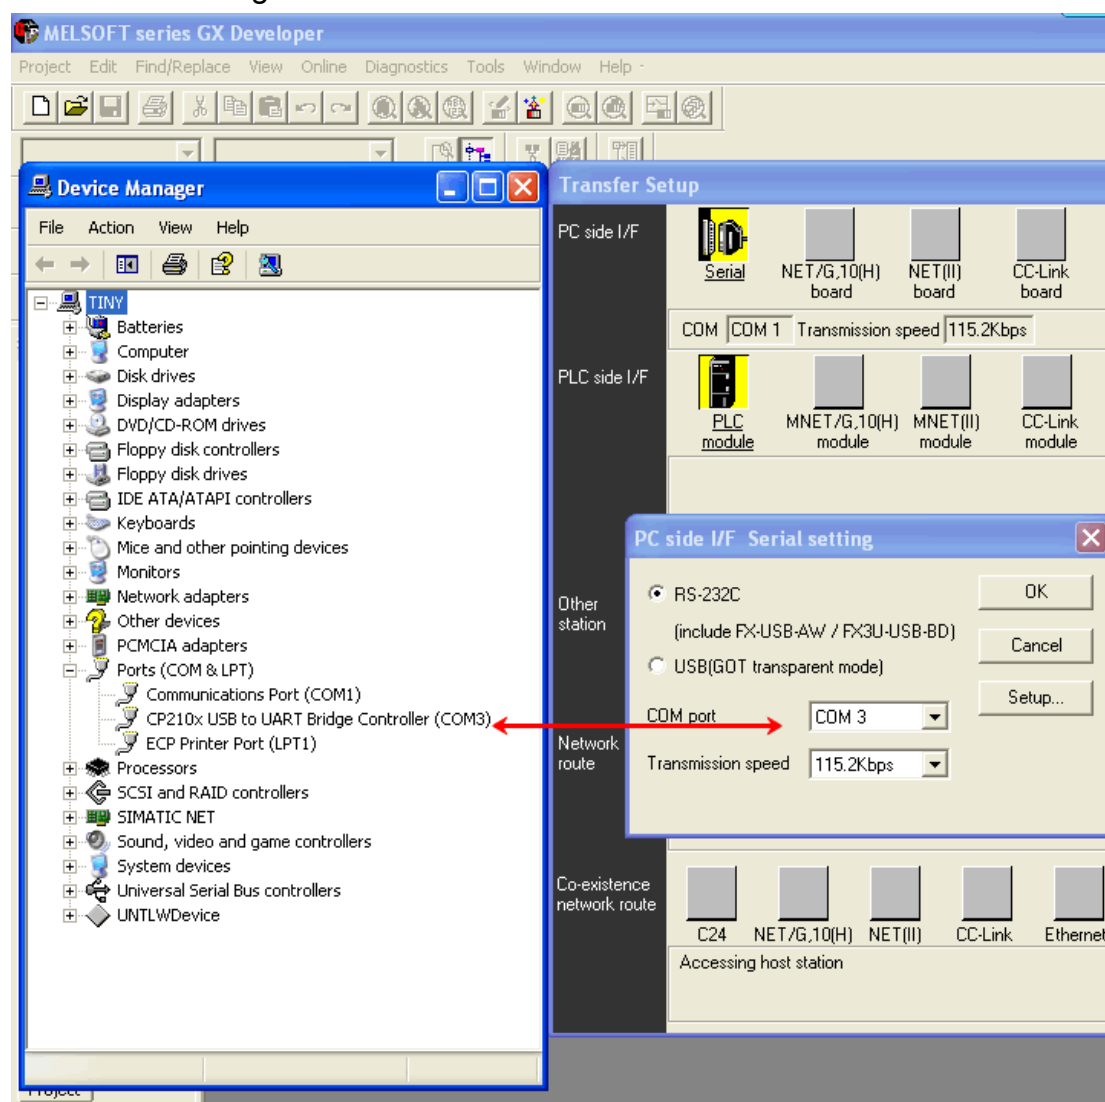 MELSOFT series GX Developer
Project Edit Find/Replace View Online Diagnostics Tools Window Help
Device Manager
File Action View Help
TINY
Batteries
Computer
Disk drives
Display adapters
DVD/CD-ROM drives
Floppy disk controllers
Floppy disk drives
IDE ATA/ATAPI controllers
Keyboards
Mice and other pointing devices
Monitors
Network adapters
Other devices
PCMCIA adapters
Ports (COM & LPT)
Communications Port (COM1)
CP210x USB to UART Bridge Controller (COM3)
ECP Printer Port (LPT1)
Processors
SCSI and RAID controllers
SIMATIC NET
Sound, video and game controllers
System devices
Universal Serial Bus controllers
UNTLWDevice
Transfer Setup
PC side I/F
Serial
NET/G,10(H)
board
NET(II)
board
CC-Link
board
COM COM 1 Transmission speed 115.2Kbps
PLC side I/F
PLC
module
MNET/G,10(H)
module
MNET(II)
module
CC-Link
module
PC side I/F Serial setting
RS-232C
(include FX-USB-AW / FX3U-USB-BD)
USB(GOT transparent mode)
COM port COM 3
Transmission speed 115.2Kbps
OK
Cancel
Setup...
Other
station
Network
route
Co-existence
network route
C24 NET/G,10(H) NET(II) CC-Link Ethernet
Accessing host station
Project